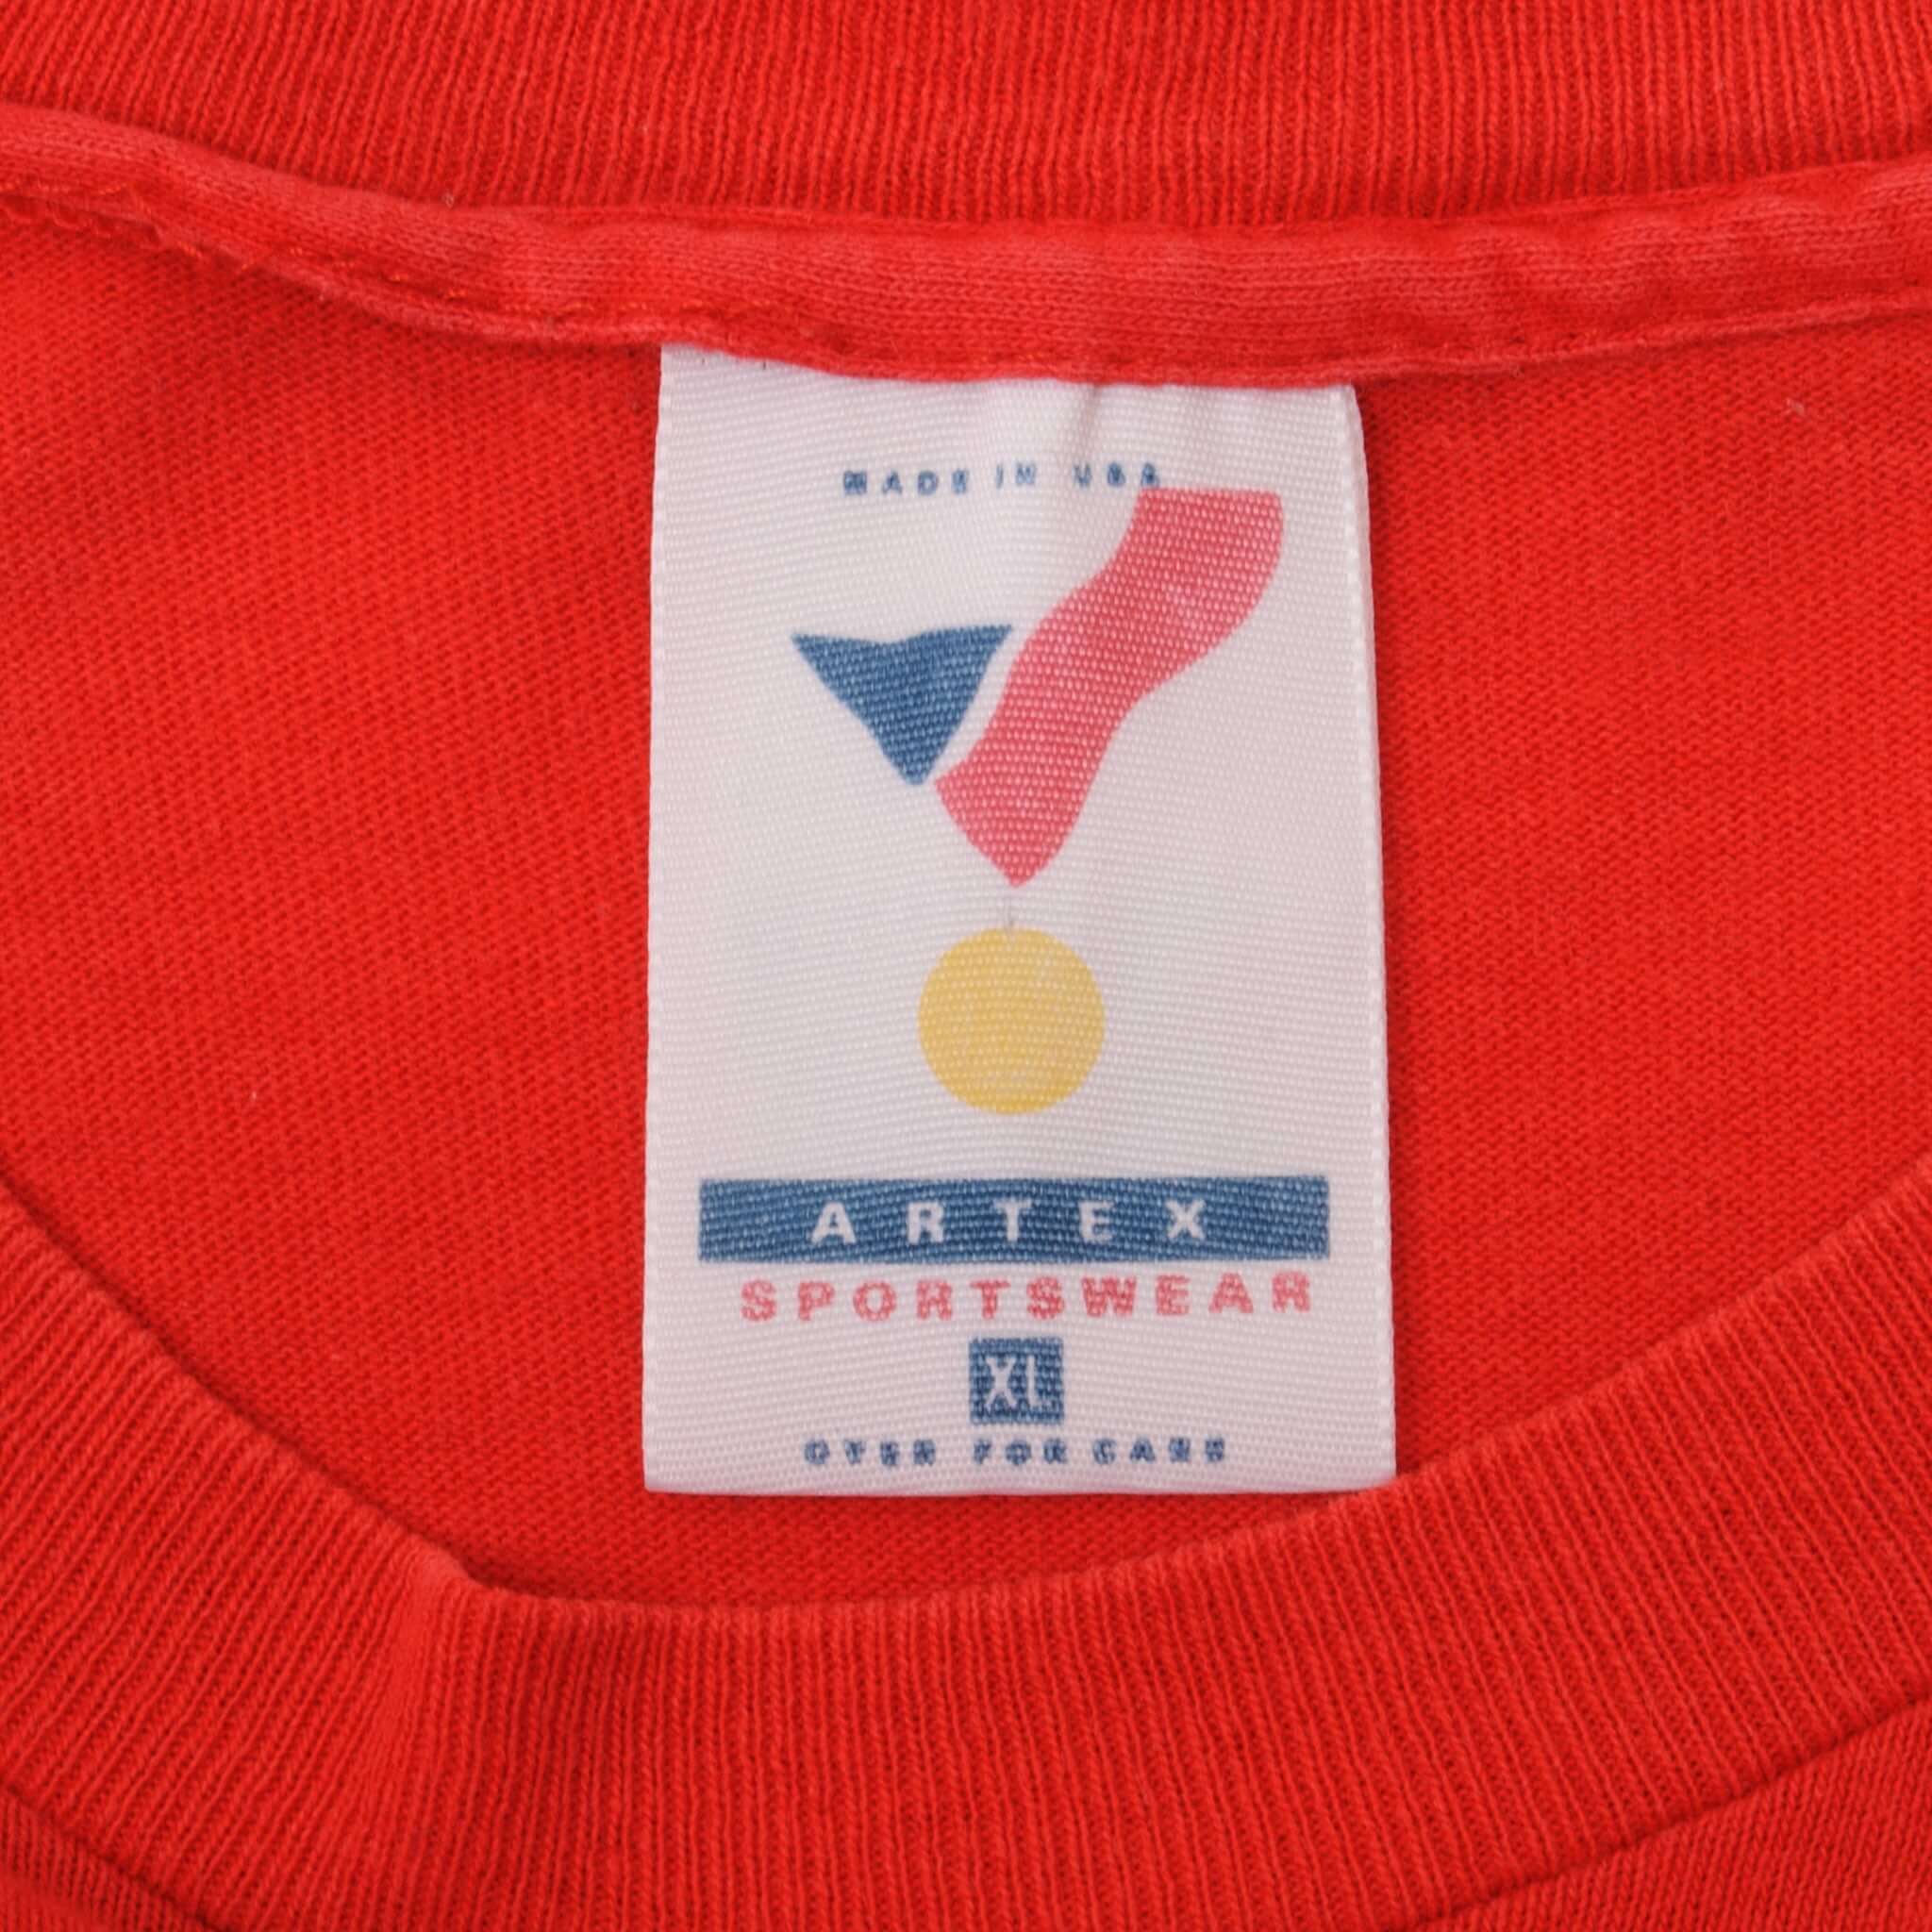 MADE IN USA
ARTEX
SPORTSWEAR
XL
OVER FOR CARE